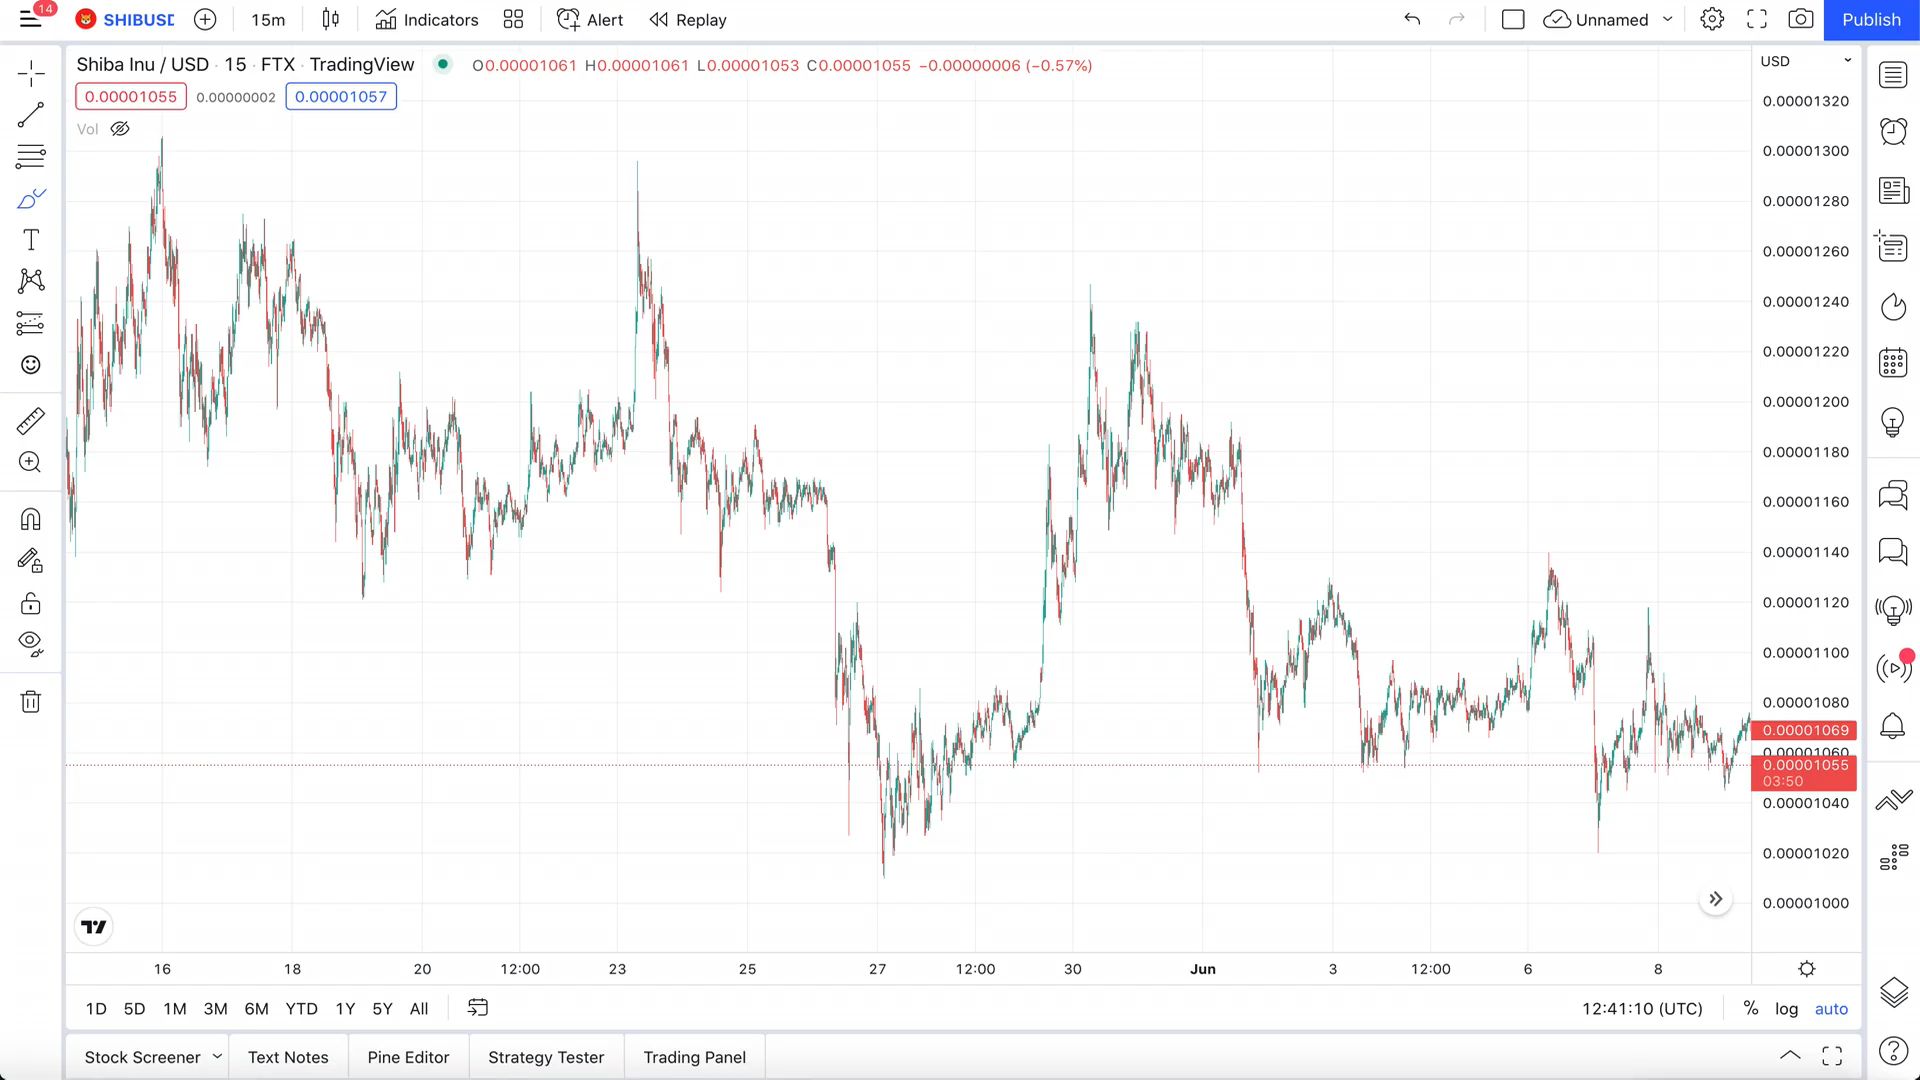 14
SHIBUSD
15m
Indicators
Alert
Replay
Unnamed
Publish
Shiba Inu / USD · 15 · FTX · TradingView
O0.00001061 H0.00001061 L0.00001053 C0.00001055 −0.00000006 (−0.57%)
USD
0.00001055 0.00000002 0.00001057
Vol
0.00001320
0.00001300
0.00001280
0.00001260
0.00001240
0.00001220
0.00001200
0.00001180
0.00001160
0.00001140
0.00001120
0.00001100
0.00001080
0.00001069
0.00001060
0.00001055
03:50
0.00001040
0.00001020
0.00001000
16 18 20 12:00 23 25 27 12:00 30 Jun 3 12:00 6 8
1D 5D 1M 3M 6M YTD 1Y 5Y All
12:41:10 (UTC) % log auto
Stock Screener Text Notes Pine Editor Strategy Tester Trading Panel